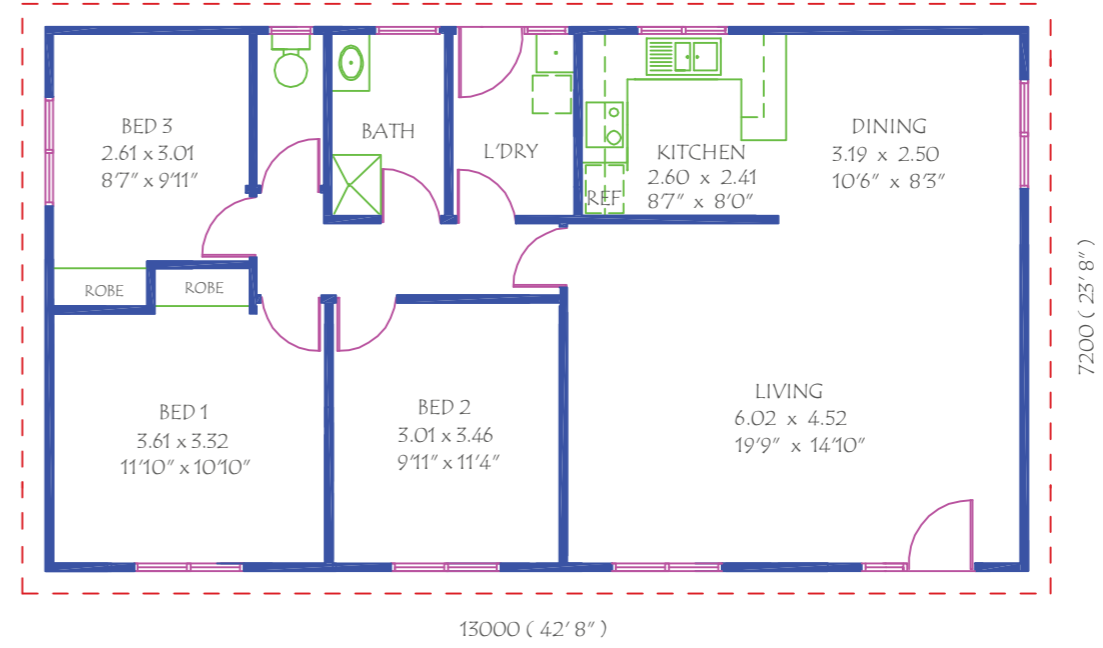 BED 3
2.61 x 3.01
8'7" x 9'11"
BATH
L'DRY
KITCHEN
2.60 x 2.41
8'7" x 8'0"
REF
DINING
3.19 x 2.50
10'6" x 8'3"
ROBE
ROBE
BED 1
3.61 x 3.32
11'10" x 10'10"
BED 2
3.01 x 3.46
9'11" x 11'4"
LIVING
6.02 x 4.52
19'9" x 14'10"
7200 ( 23' 8" )
13000 ( 42' 8" )